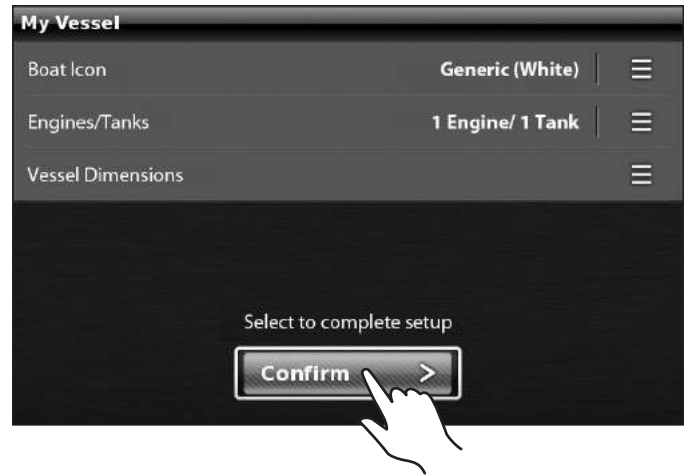 My Vessel
Boat Icon Generic (White)
Engines/Tanks 1 Engine/ 1 Tank
Vessel Dimensions
Select to complete setup
Confirm >